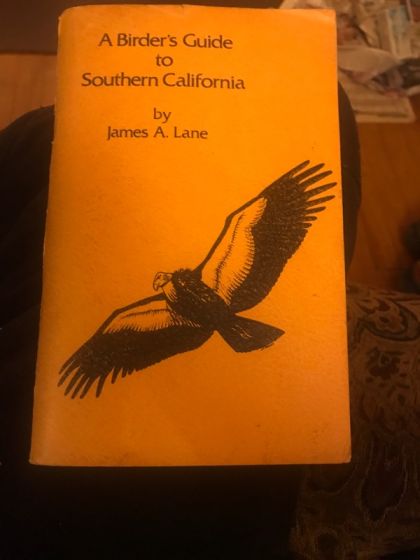 A Birder's Guide
to
Southern California
by
James A. Lane